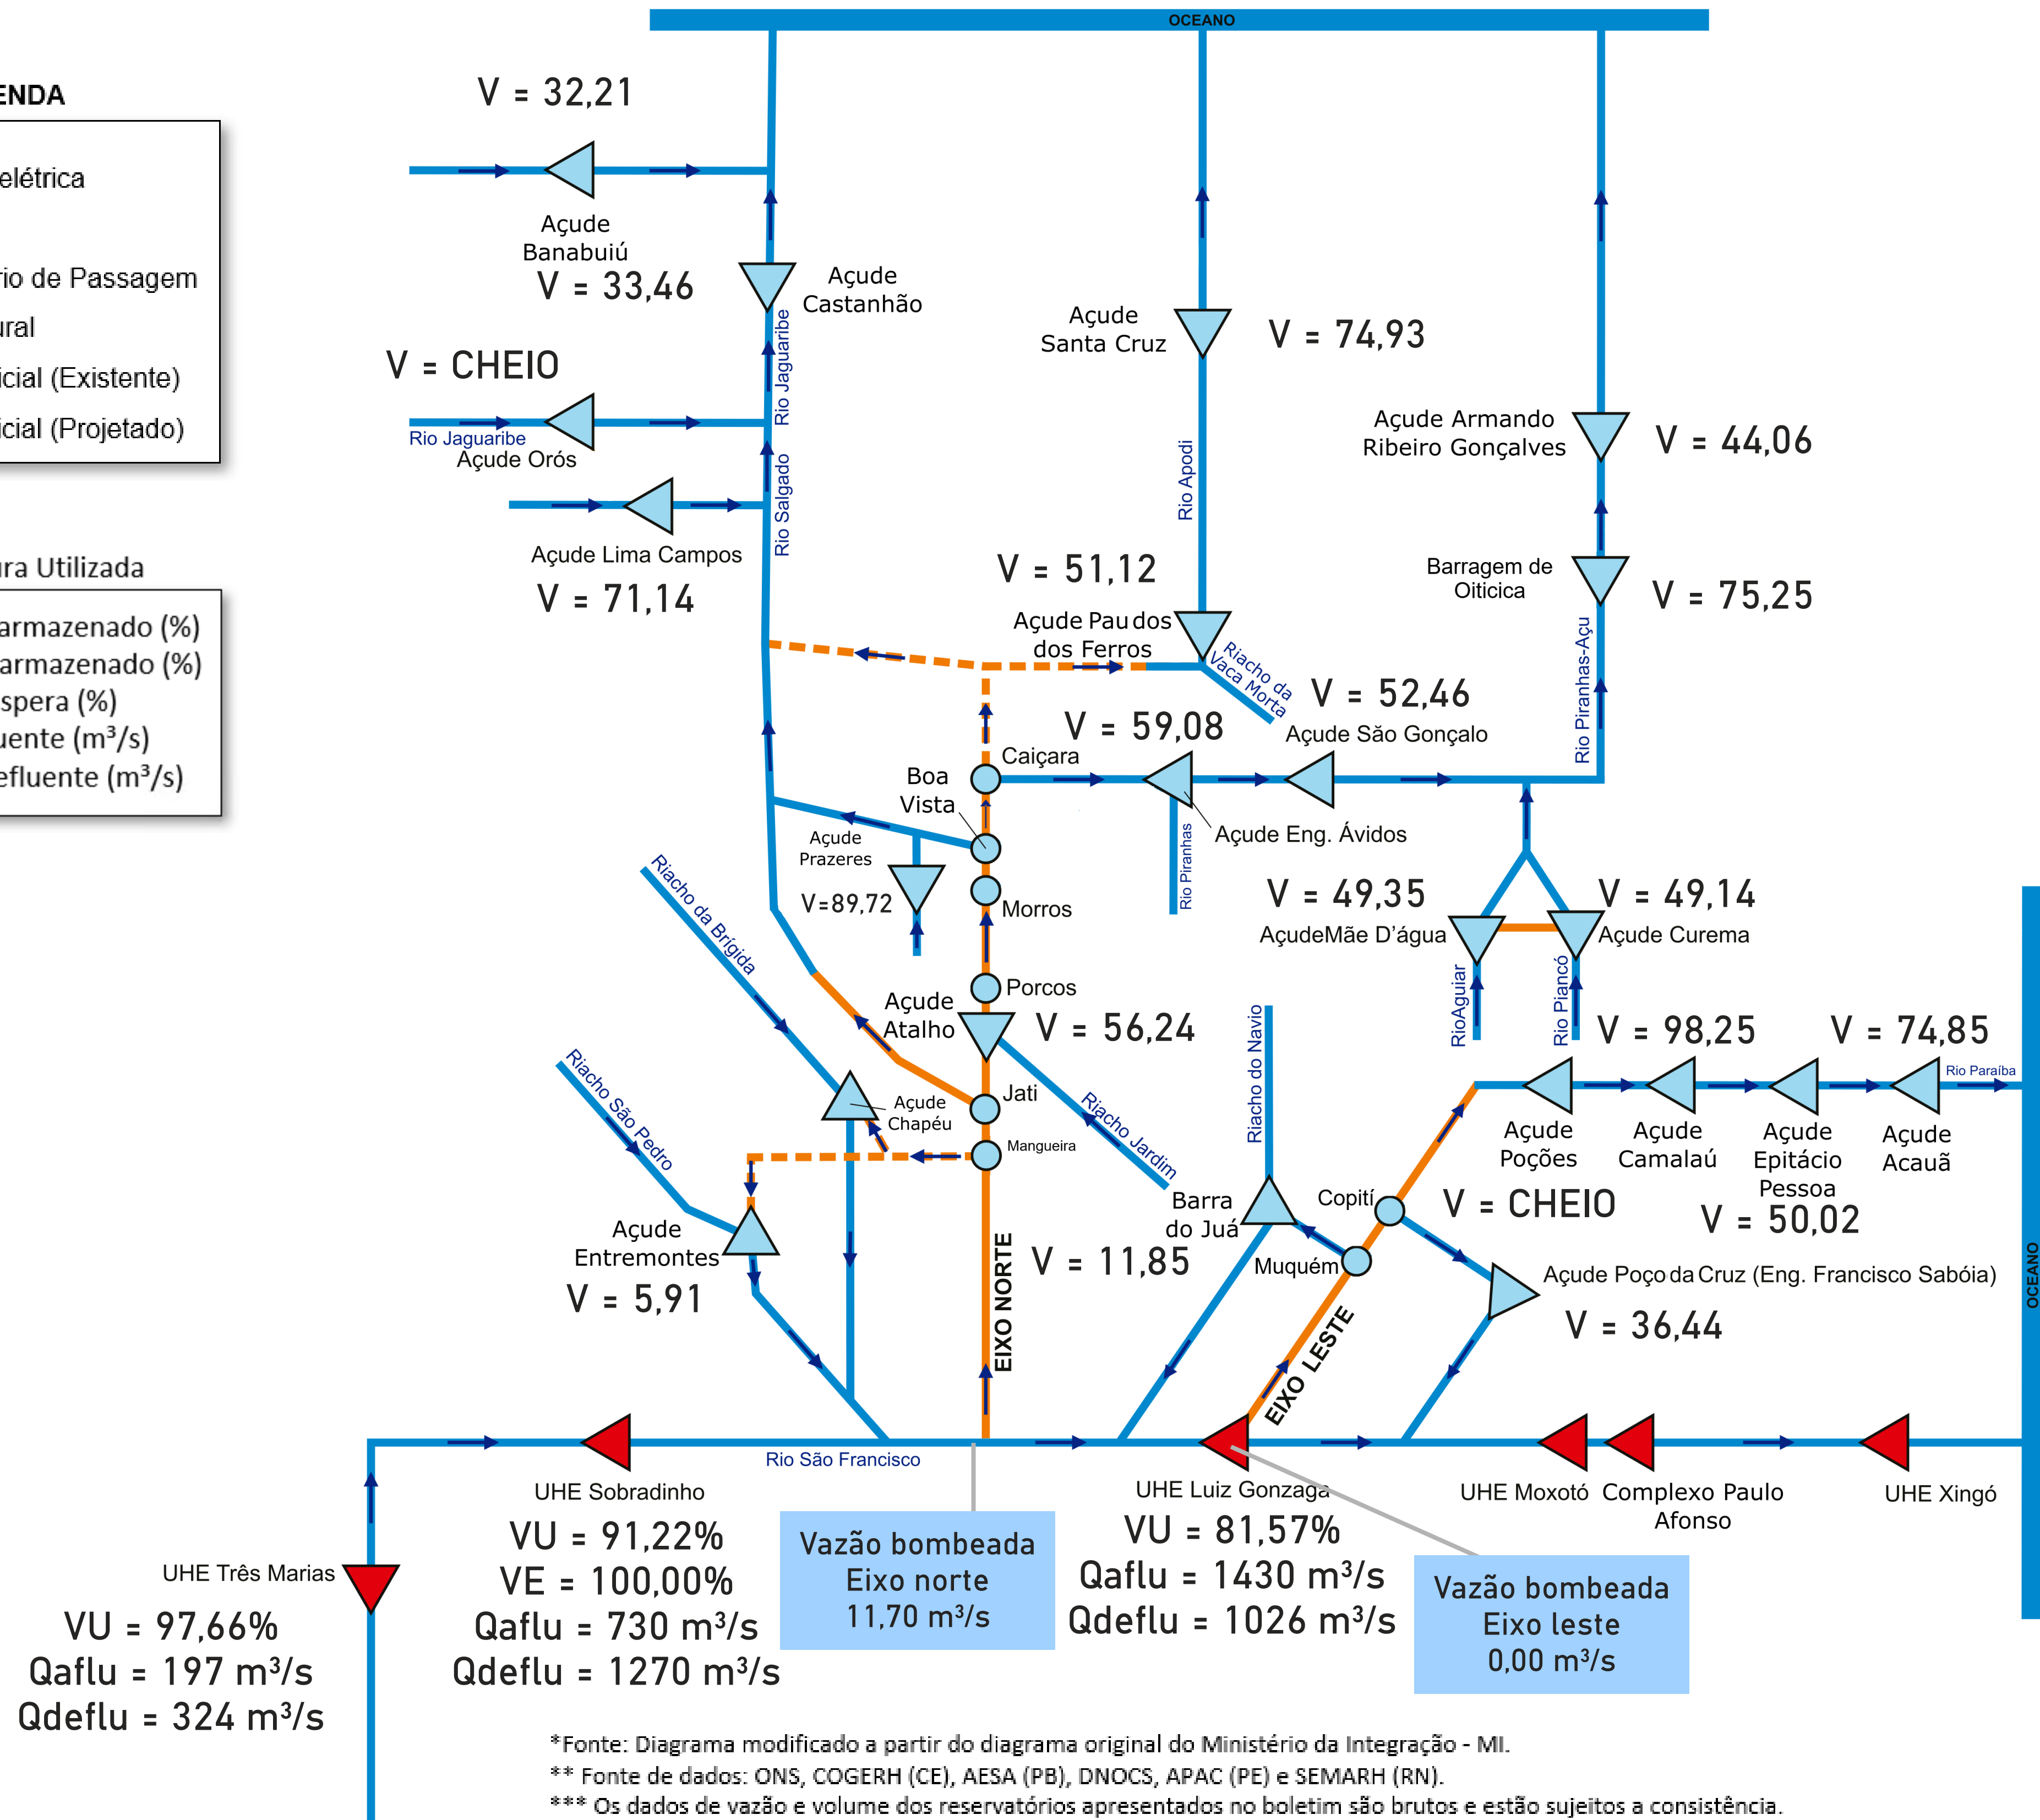 OCEANO
V = 32,21
ENDA
elétrica
rio de Passagem
ural
icial (Existente)
icial (Projetado)
Açude
Banabuiú
V = 33,46
Açude
Castanhão
Rio Jaguaribe
V = CHEIO
Rio Jaguaribe
Açude Orós
Rio Salgado
Açude Lima Campos
V = 71,14
Açude
Santa Cruz
V = 74,93
Rio Apodi
Açude Armando
Ribeiro Gonçalves
V = 44,06
Barragem de
Oiticica
V = 75,25
Rio Piranhas-Açu
ura Utilizada
armazenado (%)
armazenado (%)
spera (%)
uente (m³/s)
efluente (m³/s)
V = 51,12
Açude Pau dos
dos Ferros
Riacho da
Vaca Morta
V = 52,46
Açude São Gonçalo
V = 59,08
Caiçara
Boa
Vista
Açude Eng. Ávidos
Rio Piranhas
Açude
Prazeres
V=89,72
Morros
Riacho da Brígida
V = 49,35
AçudeMãe D'água
V = 49,14
Açude Curema
RioAguiar
Rio Piancó
Porcos
Açude
Atalho
V = 56,24
Riacho do Navio
V = 98,25
V = 74,85
Rio Paraíba
Riacho São Pedro
Jati
Açude
Chapéu
Mangueira
Riacho Jardim
Açude
Poções
Açude
Camalaú
Açude
Epitácio
Pessoa
V = 50,02
Açude
Acauã
Barra
do Juá
Copití
V = CHEIO
Açude
Entremontes
V = 5,91
EIXO NORTE
V = 11,85
Muquém
Açude Poço da Cruz (Eng. Francisco Sabóia)
V = 36,44
OCEANO
EIXO LESTE
Rio São Francisco
UHE Sobradinho
VU = 91,22%
VE = 100,00%
Qaflu = 730 m³/s
Qdeflu = 1270 m³/s
Vazão bombeada
Eixo norte
11,70 m³/s
UHE Luiz Gonzaga
VU = 81,57%
Qaflu = 1430 m³/s
Qdeflu = 1026 m³/s
Vazão bombeada
Eixo leste
0,00 m³/s
UHE Moxotó
Complexo Paulo
Afonso
UHE Xingó
UHE Três Marias
VU = 97,66%
Qaflu = 197 m³/s
Qdeflu = 324 m³/s
*Fonte: Diagrama modificado a partir do diagrama original do Ministério da Integração - MI.
** Fonte de dados: ONS, COGERH (CE), AESA (PB), DNOCS, APAC (PE) e SEMARH (RN).
*** Os dados de vazão e volume dos reservatórios apresentados no boletim são brutos e estão sujeitos a consistência.